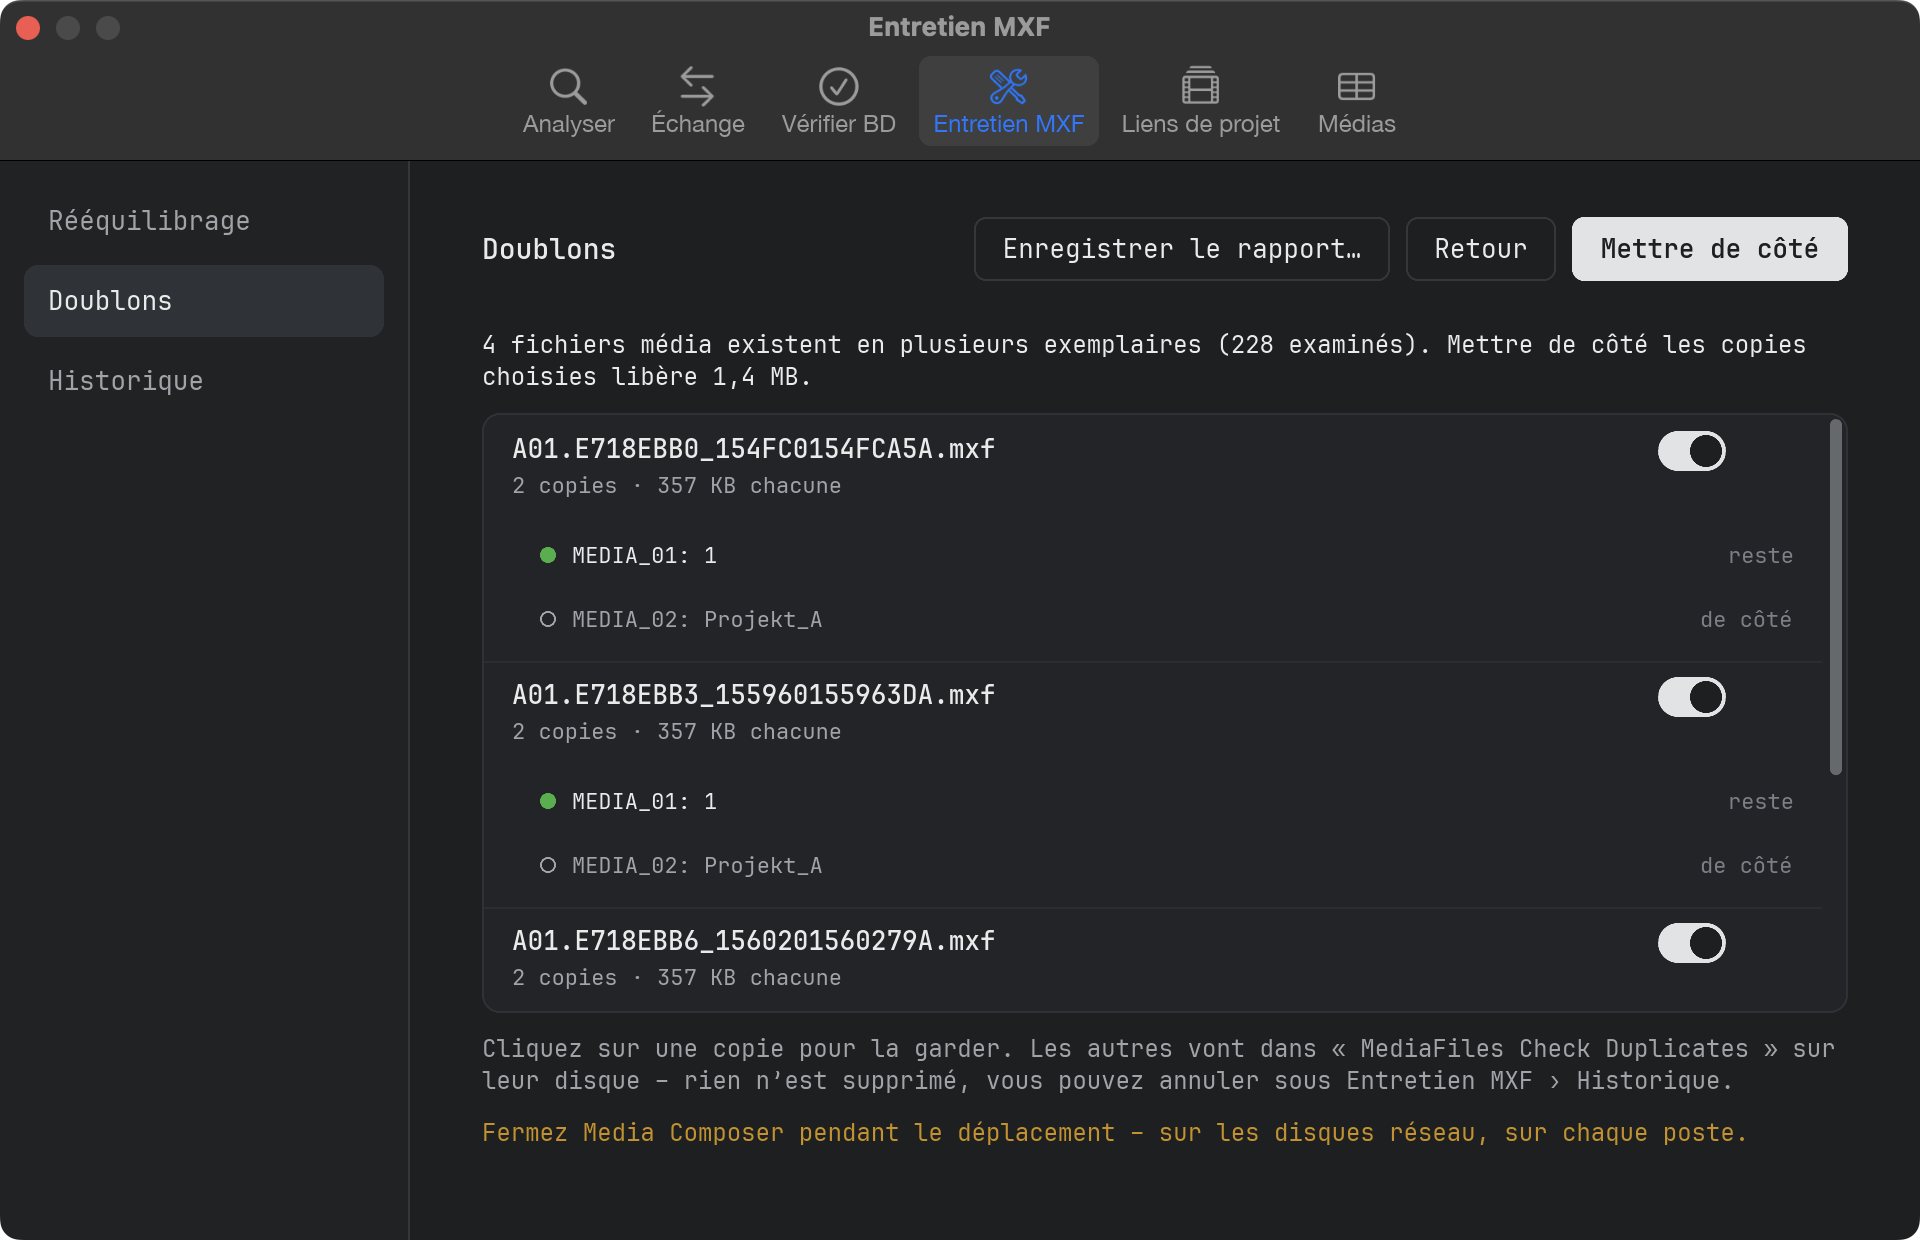 Entretien MXF
Analyser
Échange
Vérifier BD
Entretien MXF
Liens de projet
Médias
Rééquilibrage
Doublons
Historique
Doublons
Enregistrer le rapport…
Retour
Mettre de côté
4 fichiers média existent en plusieurs exemplaires (228 examinés). Mettre de côté les copies
choisies libère 1,4 MB.
A01.E718EBB0_154FC0154FCA5A.mxf
2 copies · 357 KB chacune
MEDIA_01: 1
reste
MEDIA_02: Projekt_A
de côté
A01.E718EBB3_155960155963DA.mxf
2 copies · 357 KB chacune
MEDIA_01: 1
reste
MEDIA_02: Projekt_A
de côté
A01.E718EBB6_1560201560279A.mxf
2 copies · 357 KB chacune
Cliquez sur une copie pour la garder. Les autres vont dans « MediaFiles Check Duplicates » sur
leur disque – rien n’est supprimé, vous pouvez annuler sous Entretien MXF › Historique.
Fermez Media Composer pendant le déplacement – sur les disques réseau, sur chaque poste.